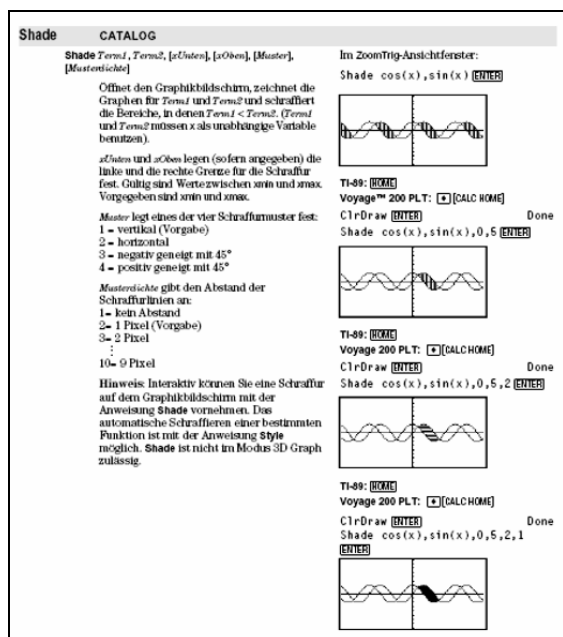 Shade CATALOG
Shade Term1, Term2, [xUnten], [xOben], [Muster],
[Musterdichte]
Öffnet den Graphikbildschirm, zeichnet die
Graphen für Term1 und Term2 und schraffiert
die Bereiche, in denen Term1 < Term2. (Term1
und Term2 müssen x als unabhängige Variable
benutzen).
xUnten und xOben legen (sofern angegeben) die
linke und die rechte Grenze für die Schraffur
fest. Gültig sind Werte zwischen xmin und xmax.
Vorgegeben sind xmin und xmax.
Muster legt eines der vier Schraffurmuster fest:
1 = vertikal (Vorgabe)
2 = horizontal
3 = negativ geneigt mit 45°
4 = positiv geneigt mit 45°
Musterdichte gibt den Abstand der
Schraffurlinien an:
1= kein Abstand
2= 1 Pixel (Vorgabe)
3= 2 Pixel
⋮
10= 9 Pixel
Hinweis: Interaktiv können Sie eine Schraffur
auf dem Graphikbildschirm mit der
Anweisung Shade vornehmen. Das
automatische Schraffieren einer bestimmten
Funktion ist mit der Anweisung Style
möglich. Shade ist nicht im Modus 3D Graph
zulässig.
Im ZoomTrig-Ansichtfenster:
Shade cos(x),sin(x) [ENTER]
TI-89: [HOME]
Voyage™ 200 PLT: [♦] [CALC HOME]
ClrDraw [ENTER] Done
Shade cos(x),sin(x),0,5 [ENTER]
TI-89: [HOME]
Voyage 200 PLT: [♦] [CALC HOME]
ClrDraw [ENTER] Done
Shade cos(x),sin(x),0,5,2 [ENTER]
TI-89: [HOME]
Voyage 200 PLT: [♦] [CALC HOME]
ClrDraw [ENTER] Done
Shade cos(x),sin(x),0,5,2,1
[ENTER]